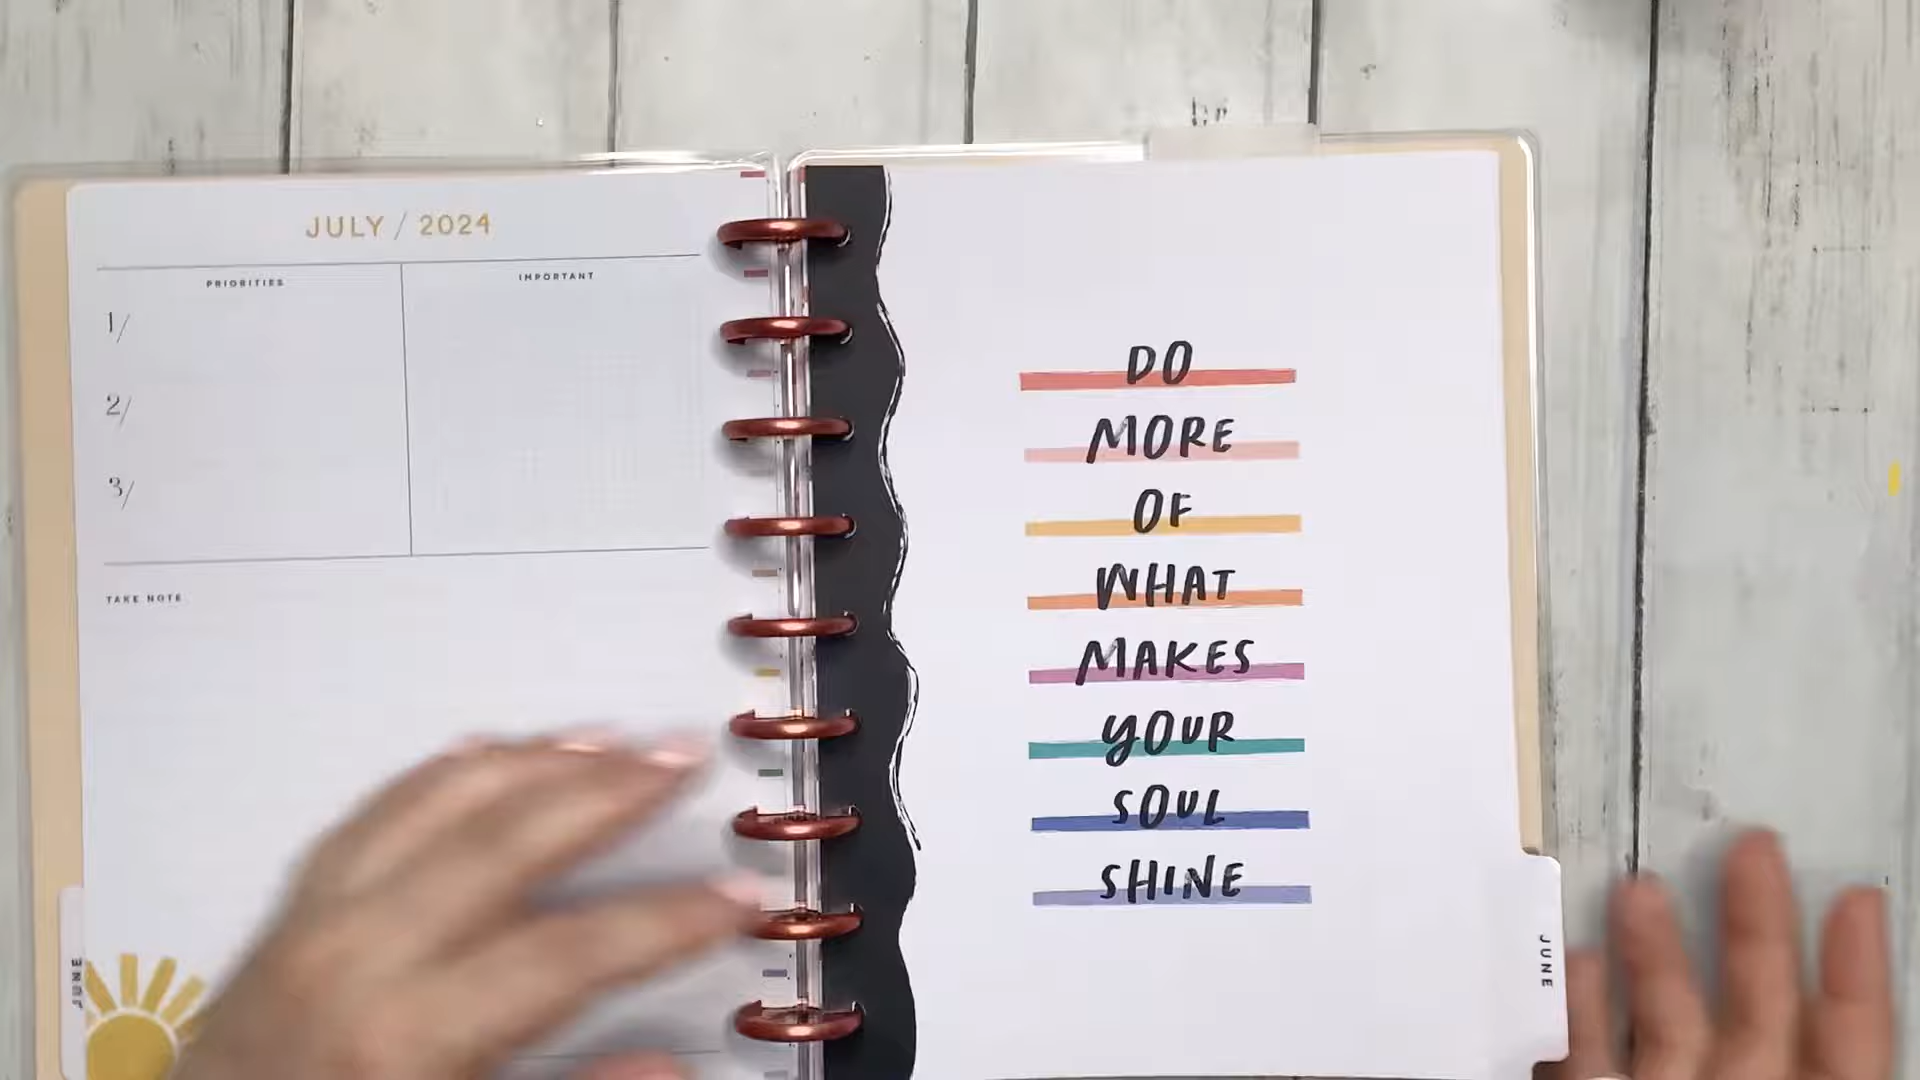 JULY / 2024
PRIORITIES
IMPORTANT
1/
2/
3/
TAKE NOTE
JUNE
DO
MORE
OF
WHAT
MAKES
YOUR
SOUL
SHINE
JUNE